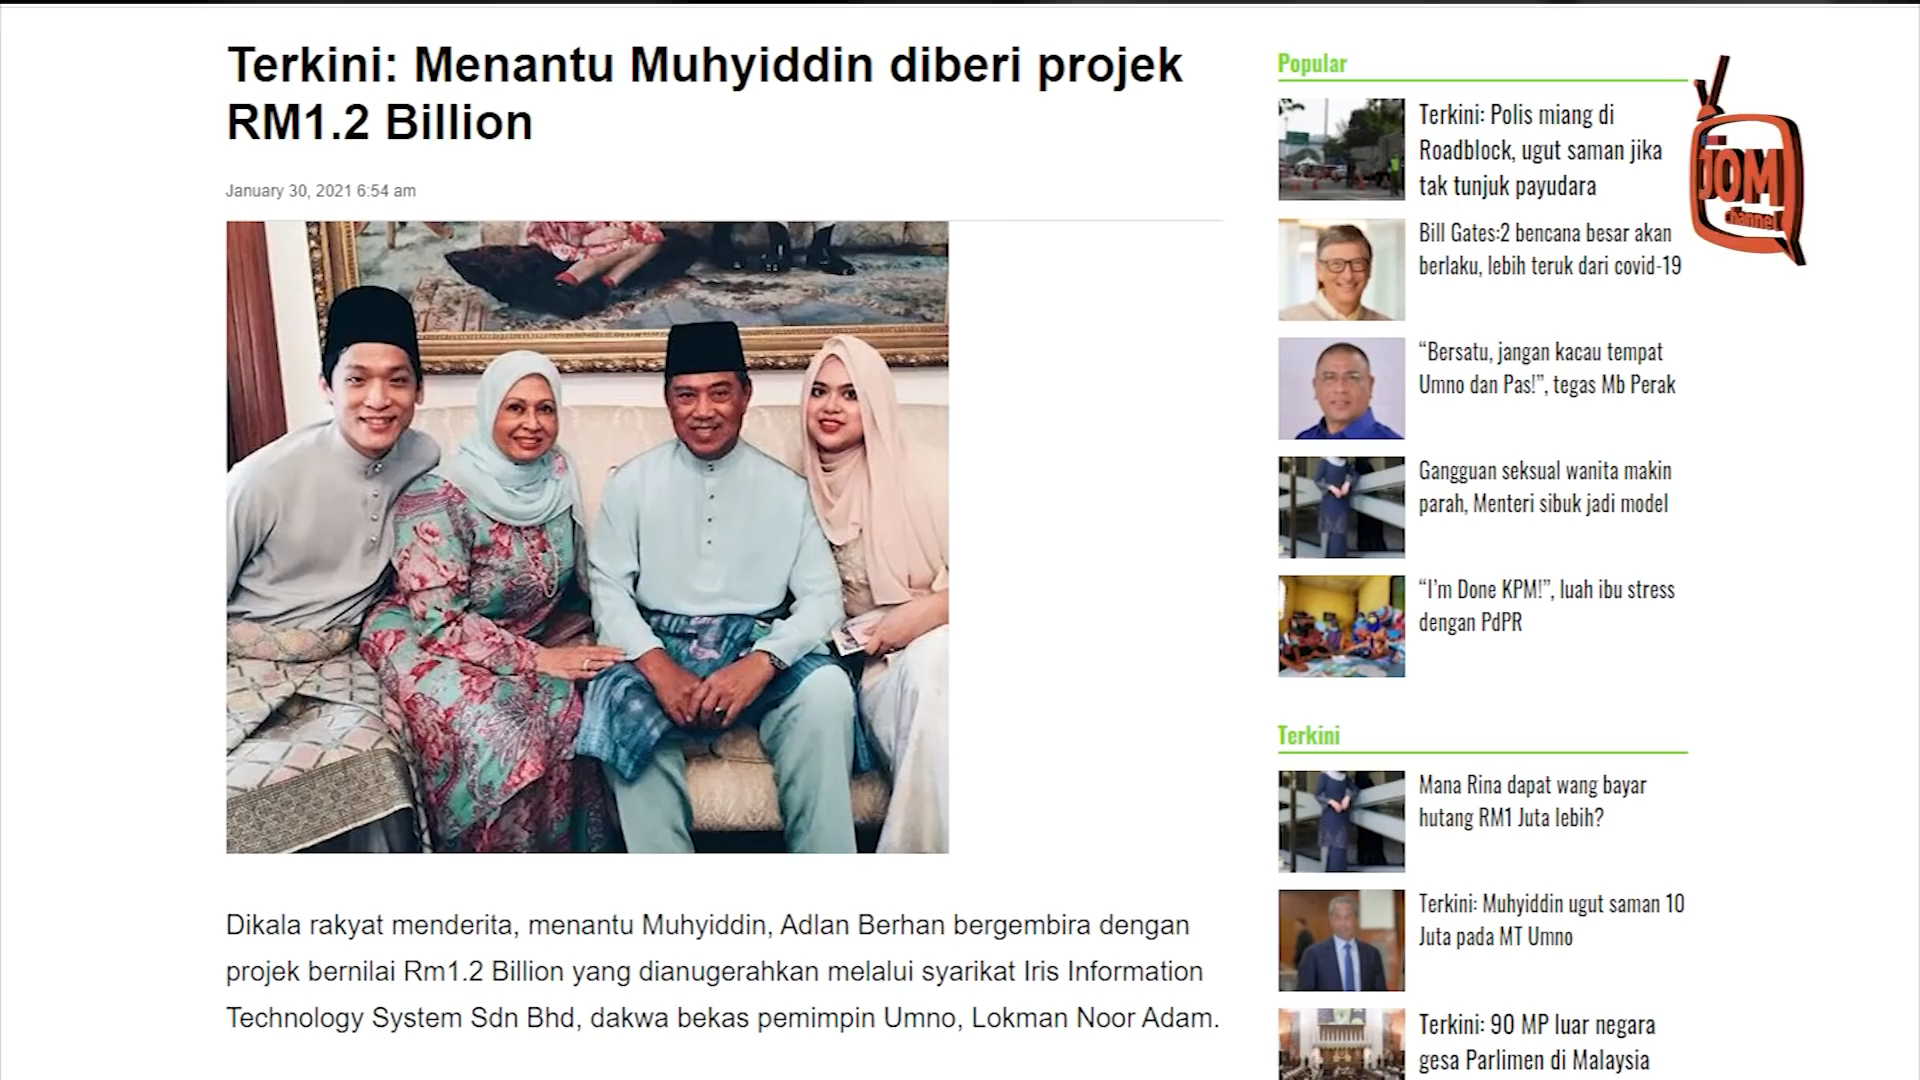 Terkini: Menantu Muhyiddin diberi projek
RM1.2 Billion
January 30, 2021 6:54 am
Dikala rakyat menderita, menantu Muhyiddin, Adlan Berhan bergembira dengan
projek bernilai Rm1.2 Billion yang dianugerahkan melalui syarikat Iris Information
Technology System Sdn Bhd, dakwa bekas pemimpin Umno, Lokman Noor Adam.
Popular
Terkini: Polis miang di
Roadblock, ugut saman jika
tak tunjuk payudara
Bill Gates:2 bencana besar akan
berlaku, lebih teruk dari covid-19
“Bersatu, jangan kacau tempat
Umno dan Pas!”, tegas Mb Perak
Gangguan seksual wanita makin
parah, Menteri sibuk jadi model
“I’m Done KPM!”, luah ibu stress
dengan PdPR
Terkini
Mana Rina dapat wang bayar
hutang RM1 Juta lebih?
Terkini: Muhyiddin ugut saman 10
Juta pada MT Umno
Terkini: 90 MP luar negara
gesa Parlimen di Malaysia
JOM
channel